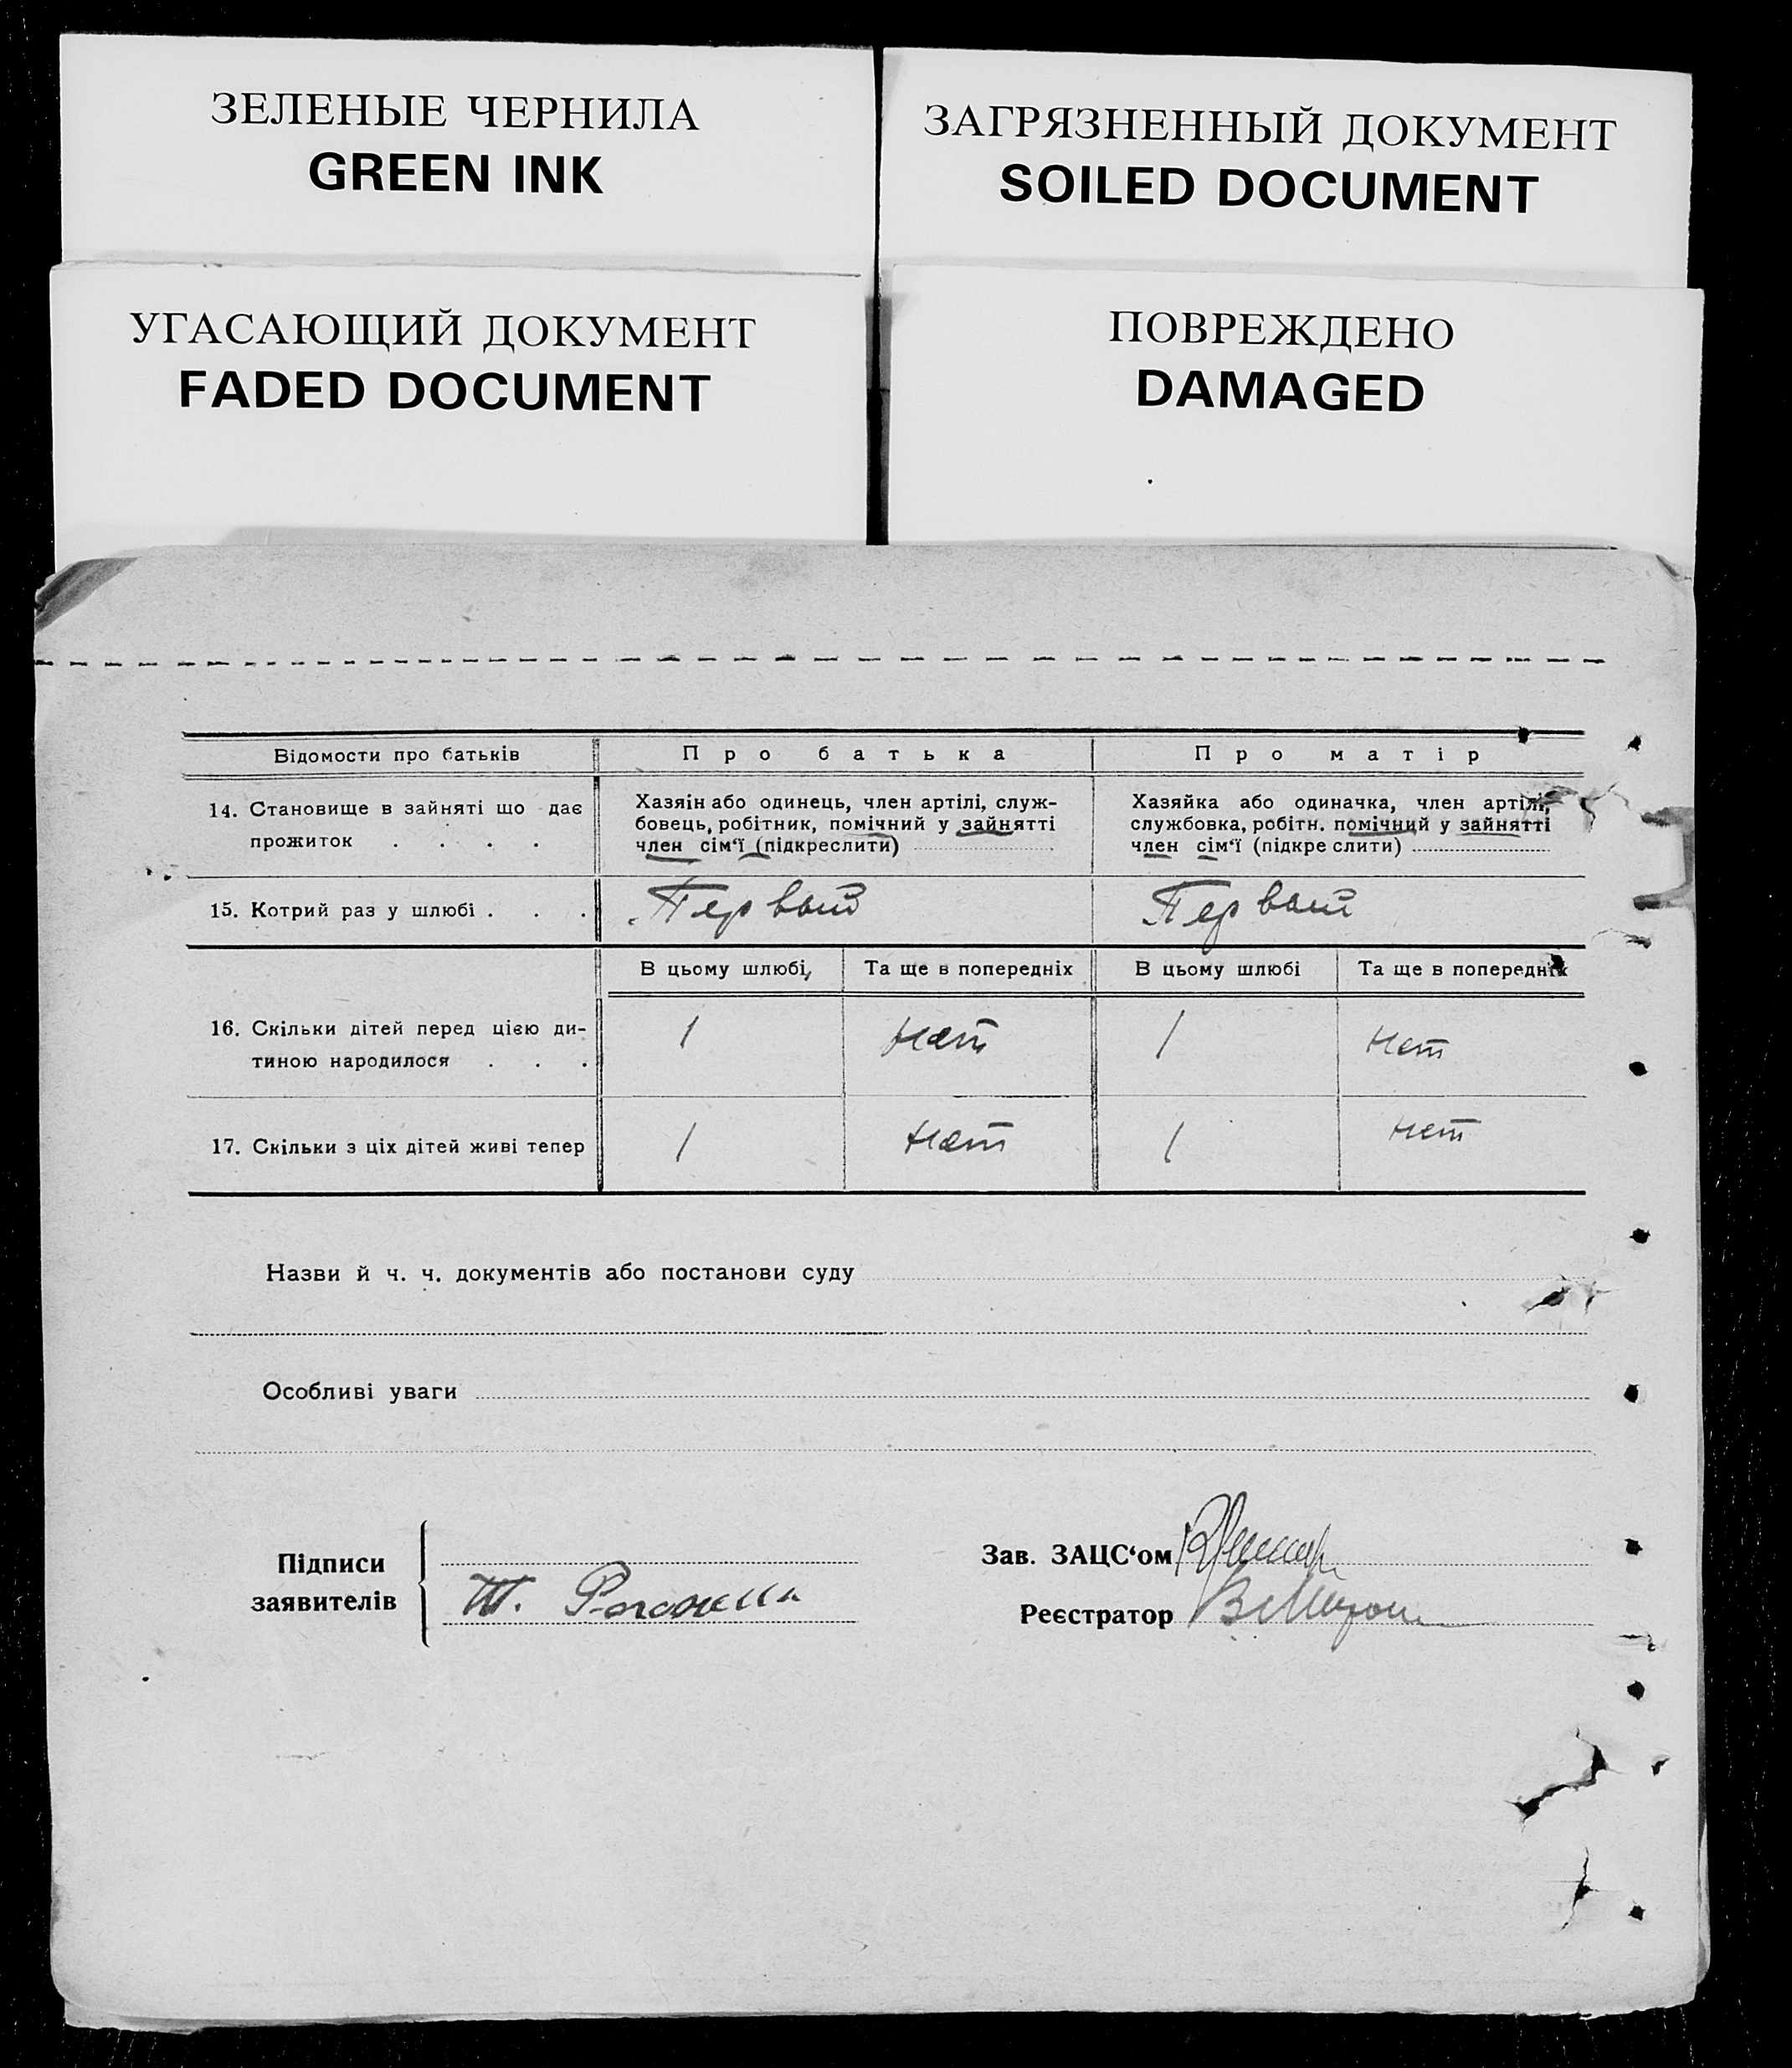 ЗЕЛЕНЫЕ ЧЕРНИЛА
GREEN INK
ЗАГРЯЗНЕННЫЙ ДОКУМЕНТ
SOILED DOCUMENT
УГАСАЮЩИЙ ДОКУМЕНТ
FADED DOCUMENT
ПОВРЕЖДЕНО
DAMAGED
Відомости про батьків
Про батька
Про матір
14. Становище в зайняті що дає
прожиток . . . .
Хазяін або одинець, член артілі, служ-
бовець, робітник, помічний у зайнятті
член сім‘ї (підкреслити)
Хазяйка або одиначка, член артілі,
службовка, робітн. помічний у зайнятті
член сім‘ї (підкре слити)
15. Котрий раз у шлюбі . . .
Первый
Первый
В цьому шлюбі,
Та ще в попередніх
В цьому шлюбі
Та ще в попередніх
16. Скільки дітей перед цією ди-
тиною народилося . . .
1
нет
1
нет
17. Скільки з ціх дітей живі тепер
1
нет
1
нет
Назви й ч. ч. документів або постанови суду
Особливі уваги
Підписи
заявителів
Зав. ЗАЦС‘ом
Реєстратор